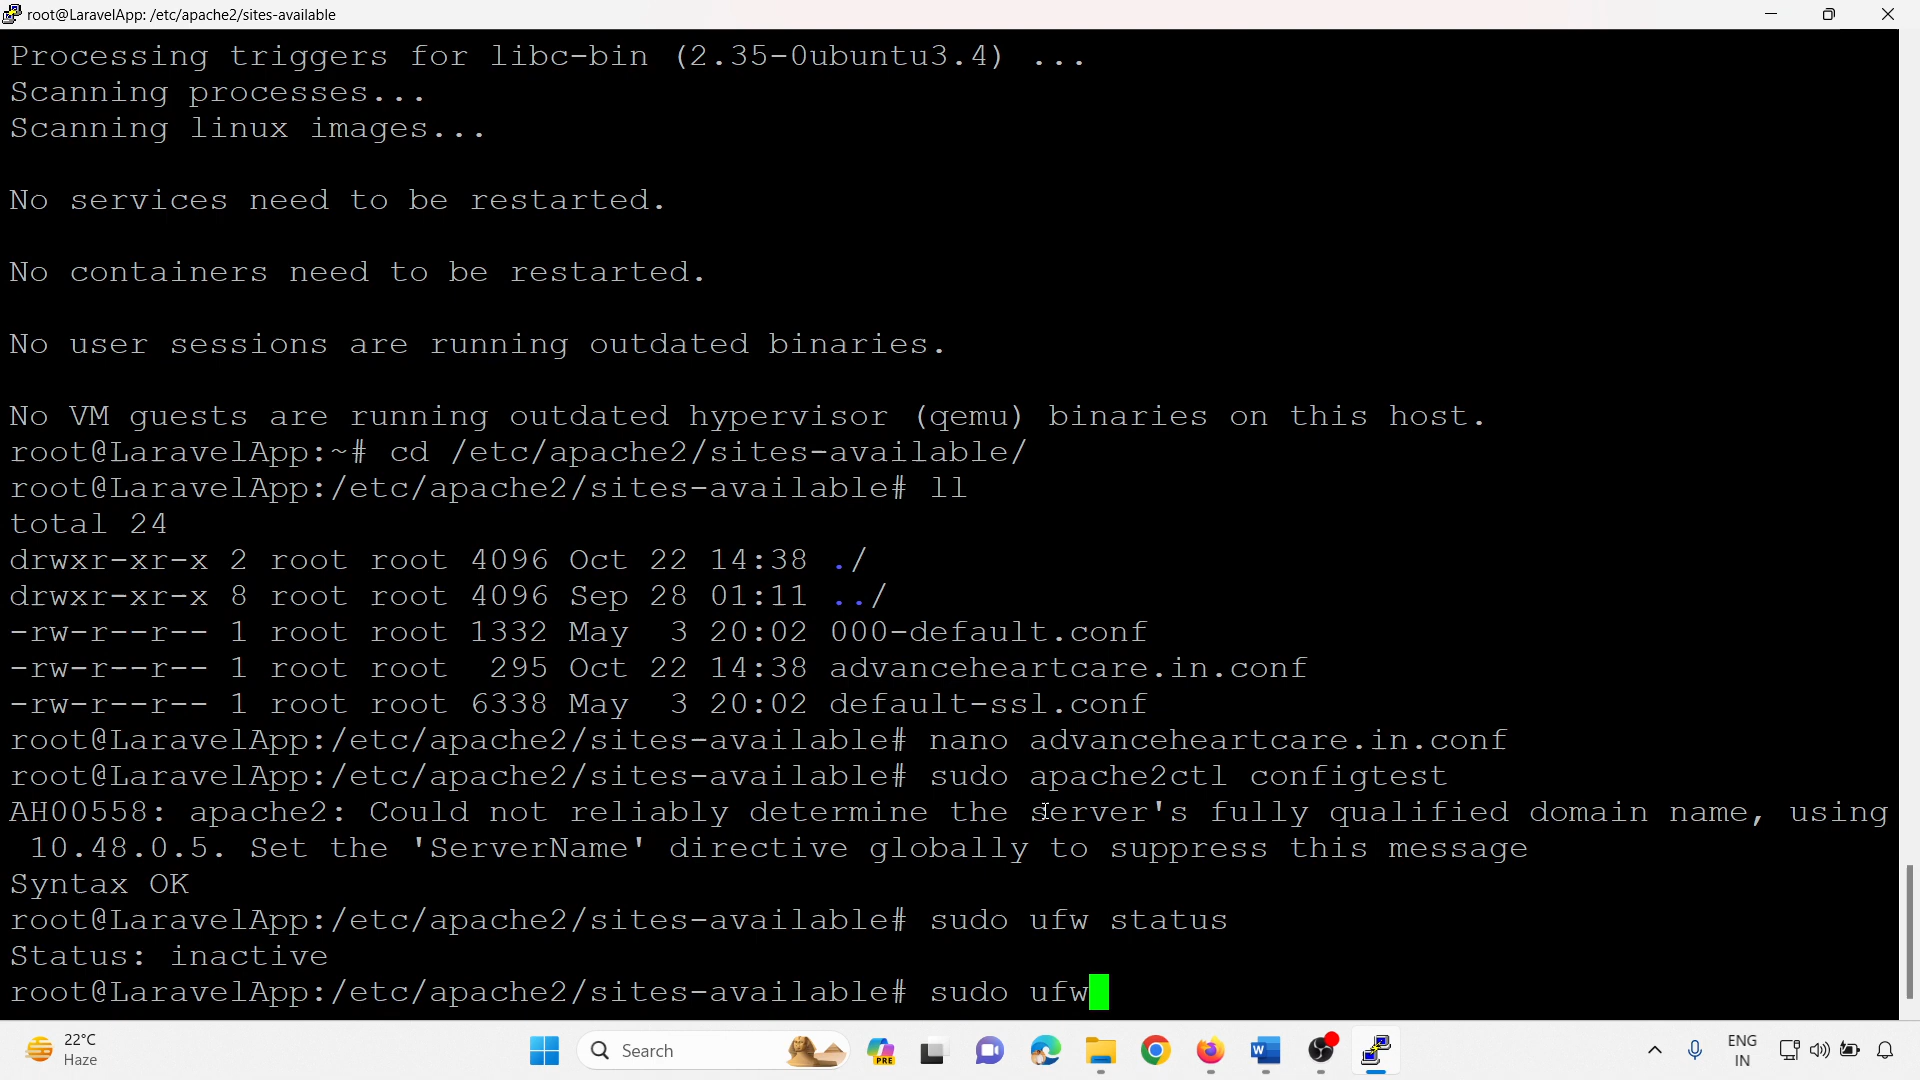 root@LaravelApp: /etc/apache2/sites-available
Processing triggers for libc-bin (2.35-0ubuntu3.4) ...
Scanning processes...
Scanning linux images...
No services need to be restarted.
No containers need to be restarted.
No user sessions are running outdated binaries.
No VM guests are running outdated hypervisor (qemu) binaries on this host.
root@LaravelApp:~# cd /etc/apache2/sites-available/
root@LaravelApp:/etc/apache2/sites-available# ll
total 24
drwxr-xr-x 2 root root 4096 Oct 22 14:38 ./
drwxr-xr-x 8 root root 4096 Sep 28 01:11 ../
-rw-r--r-- 1 root root 1332 May  3 20:02 000-default.conf
-rw-r--r-- 1 root root  295 Oct 22 14:38 advanceheartcare.in.conf
-rw-r--r-- 1 root root 6338 May  3 20:02 default-ssl.conf
root@LaravelApp:/etc/apache2/sites-available# nano advanceheartcare.in.conf
root@LaravelApp:/etc/apache2/sites-available# sudo apache2ctl configtest
AH00558: apache2: Could not reliably determine the server's fully qualified domain name, using
 10.48.0.5. Set the 'ServerName' directive globally to suppress this message
Syntax OK
root@LaravelApp:/etc/apache2/sites-available# sudo ufw status
Status: inactive
root@LaravelApp:/etc/apache2/sites-available# sudo ufw
22°C
Haze
Search
PRE
W
ENG
IN